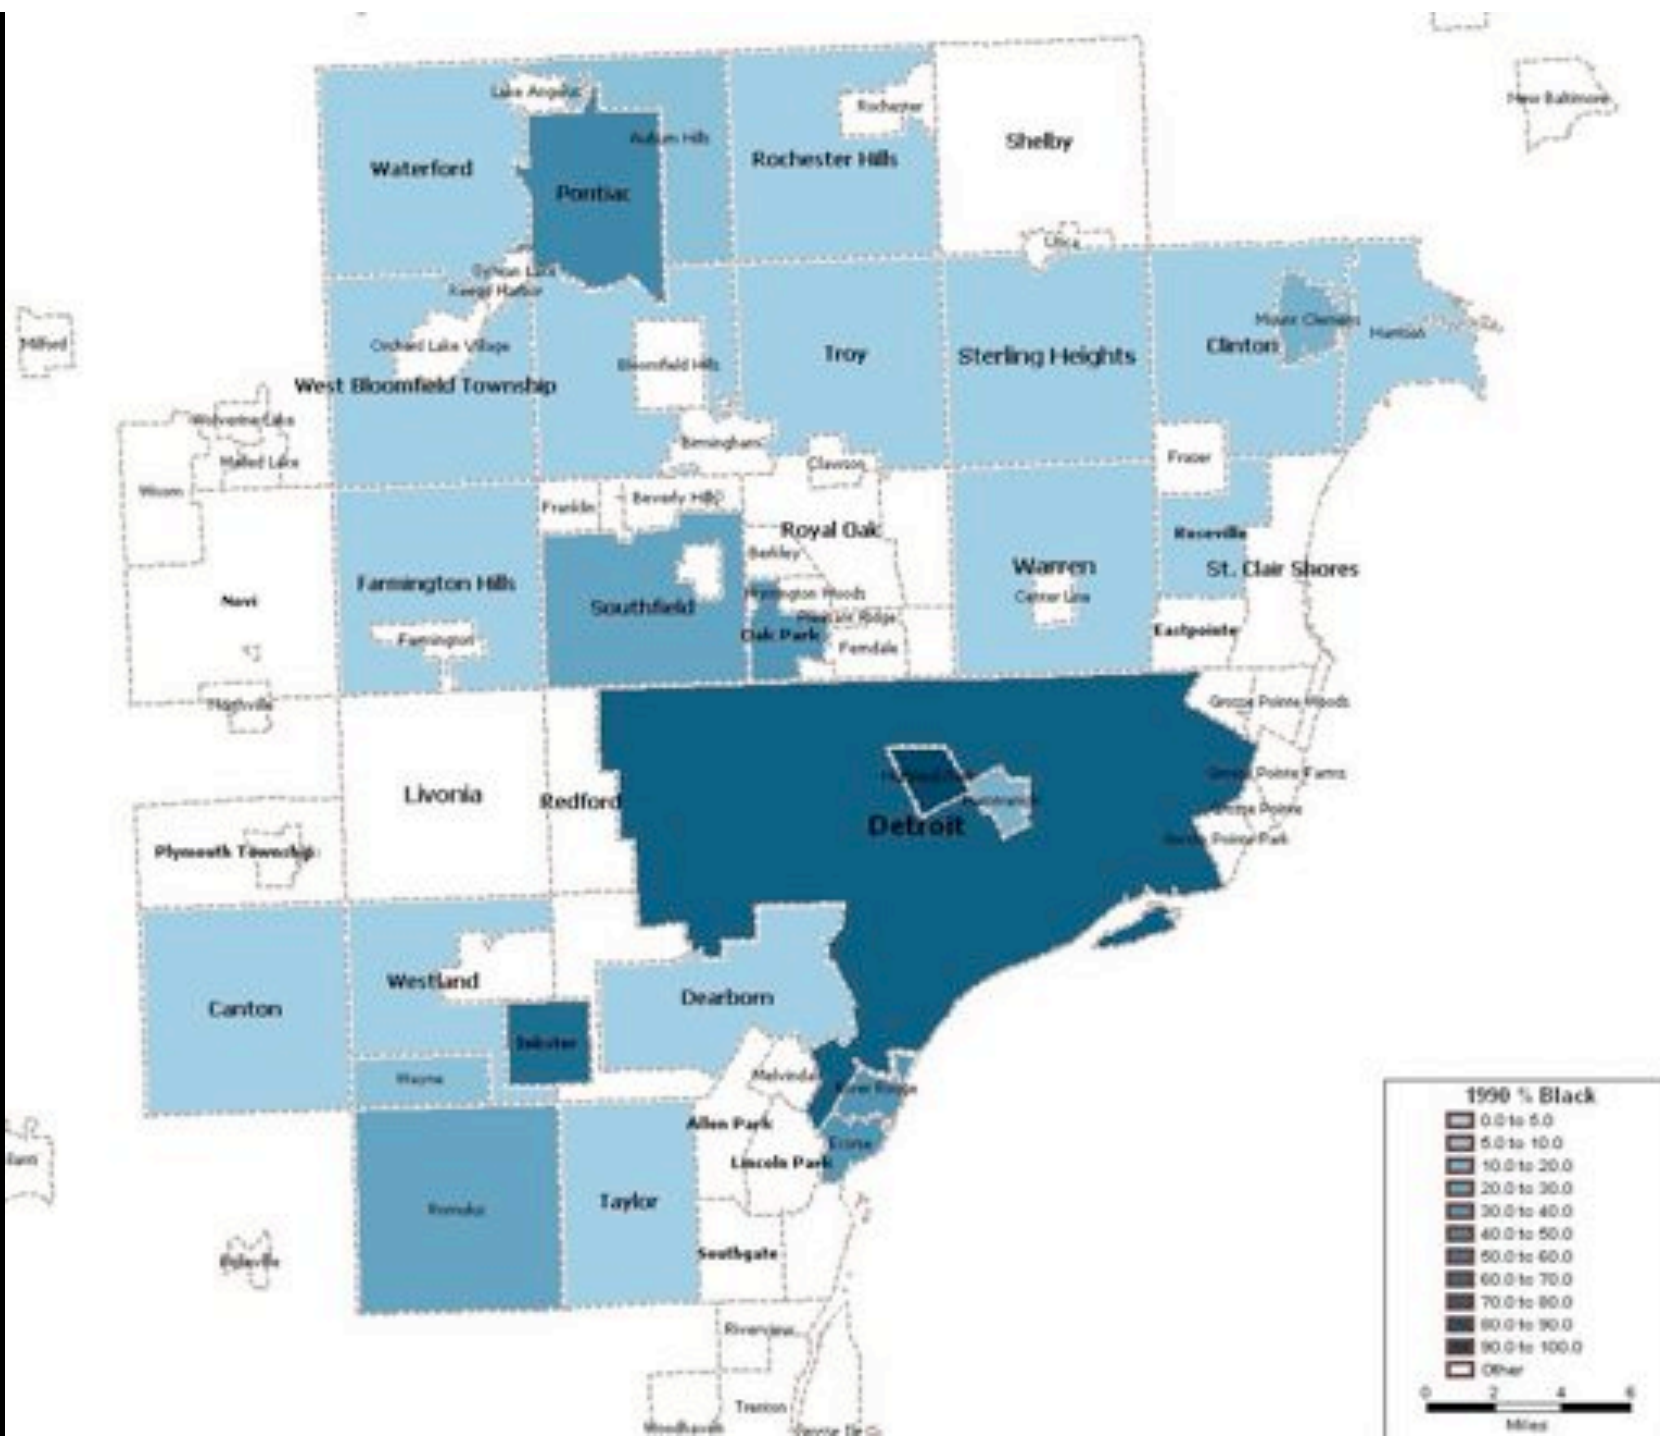 Lake Angelus
New Baltimore
Rochester
Auburn Hills
Shelby
Rochester Hills
Waterford
Pontiac
Utica
Sylvan Lake
Keego Harbor
Mount Clemens
Harrison
Milford
Orchard Lake Village
Clinton
Troy
Sterling Heights
Bloomfield Hills
West Bloomfield Township
Wolverine Lake
Birmingham
Walled Lake
Clawson
Fraser
Wixom
Franklin
Beverly Hills
Royal Oak
Roseville
Berkley
Warren
St. Clair Shores
Farmington Hills
Huntington Woods
Center Line
Novi
Southfield
Pleasant Ridge
Oak Park
Eastpointe
Farmington
Ferndale
Northville
Grosse Pointe Woods
Livonia
Redford
Highland Park
Grosse Pointe Farms
Hamtramck
Grosse Pointe
Detroit
Grosse Pointe Park
Plymouth Township
Westland
Dearborn
Canton
Inkster
Wayne
Melvindale
River Rouge
Allen Park
Ecorse
Lincoln Park
Romulus
Taylor
Southgate
Belleville
Riverview
Trenton
Woodhaven
1990 % Black
0.0 to 5.0
5.0 to 10.0
10.0 to 20.0
20.0 to 30.0
30.0 to 40.0
40.0 to 50.0
50.0 to 60.0
60.0 to 70.0
70.0 to 80.0
80.0 to 90.0
90.0 to 100.0
Other
0 2 4 6
Miles